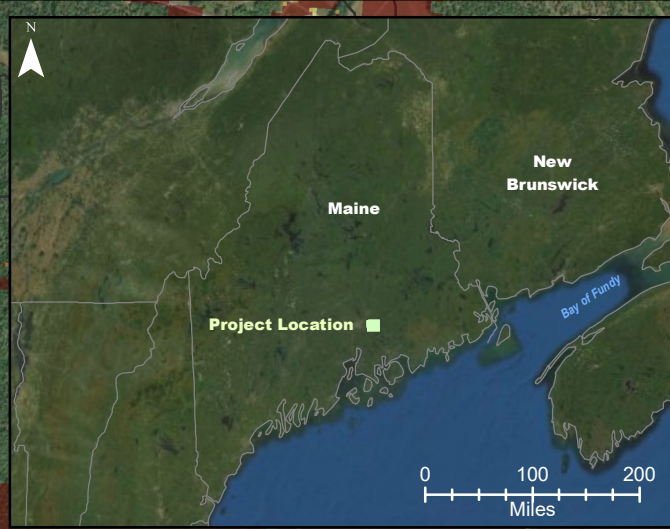 N
New
Brunswick
Maine
Bay of Fundy
Project Location
0 100 200
Miles